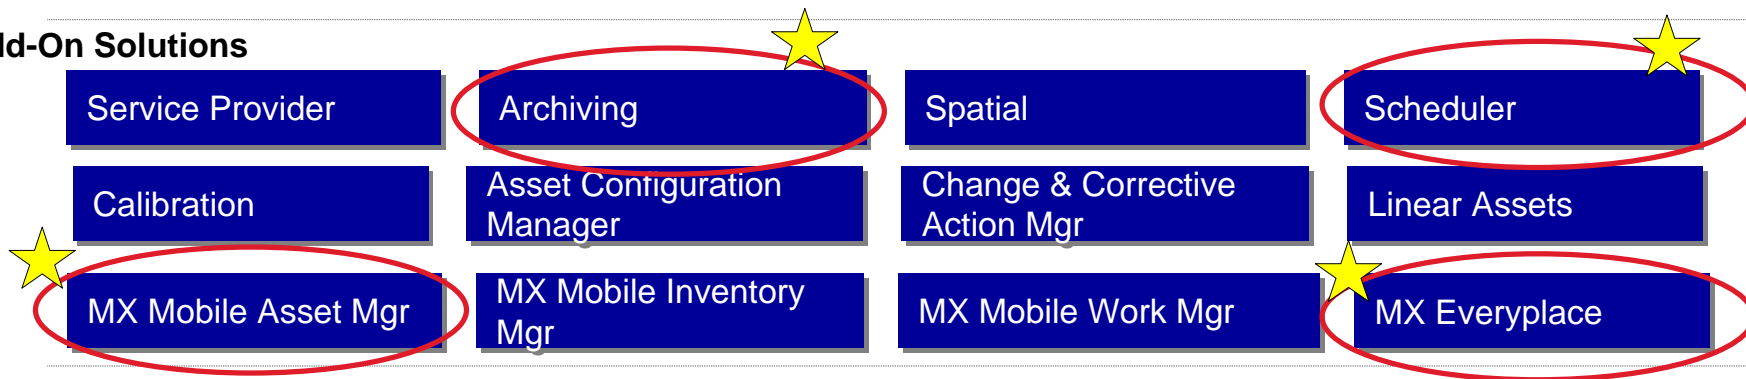 ld-On Solutions
Service Provider
Archiving
Spatial
Scheduler
Calibration
Asset Configuration
Manager
Change & Corrective
Action Mgr
Linear Assets
MX Mobile Asset Mgr
MX Mobile Inventory
Mgr
MX Mobile Work Mgr
MX Everyplace